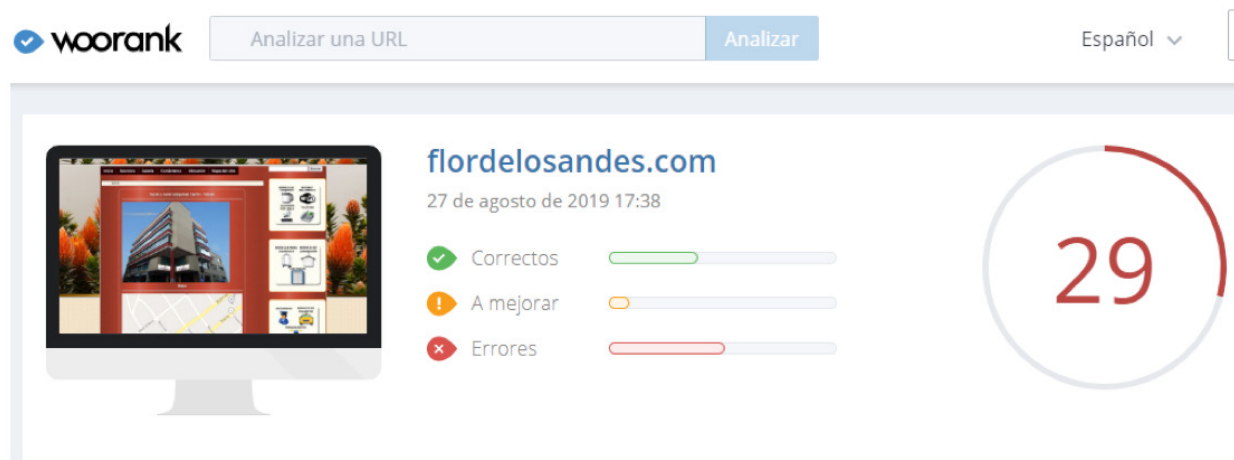 woorank
Analizar una URL
Analizar
Español
flordelosandes.com
27 de agosto de 2019 17:38
Correctos
A mejorar
Errores
29